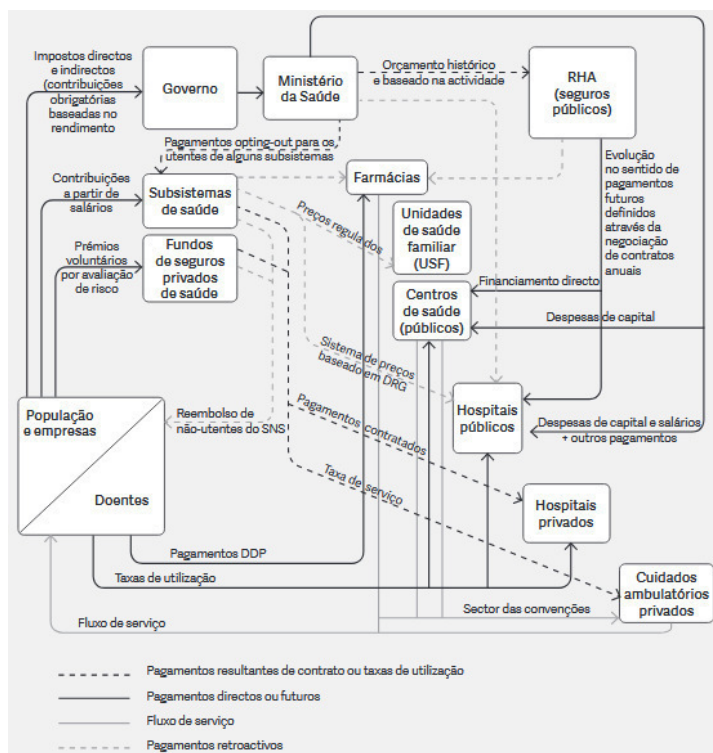 Impostos directos
e indirectos
(contribuições
obrigatórias
baseadas no
rendimento
Governo
Ministério
da Saúde
Orçamento histórico
e baseado na actividade
RHA
(seguros
públicos)
Pagamentos opting-out para os
utentes de alguns subsistemas
Evolução
no sentido de
pagamentos
futuros
definidos
através da
negociação
de contratos
anuais
Contribuições
a partir de
salários
Subsistemas
de saúde
Farmácias
Preços regulados
Unidades
de saúde
familiar
(USF)
Prémios
voluntários
por avaliação
de risco
Fundos
de seguros
privados
de saúde
Financiamento directo
Centros
de saúde
(públicos)
Despesas de capital
Sistema de preços
baseado em DRG
População
e empresas
Doentes
Reembolso de
não-utentes do SNS
Pagamentos contratados
Hospitais
públicos
Despesas de capital e salários
+ outros pagamentos
Taxa de serviço
Hospitais
privados
Pagamentos DDP
Taxas de utilização
Cuidados
ambulatórios
privados
Sector das convenções
Fluxo de serviço
Pagamentos resultantes de contrato ou taxas de utilização
Pagamentos directos ou futuros
Fluxo de serviço
Pagamentos retroactivos